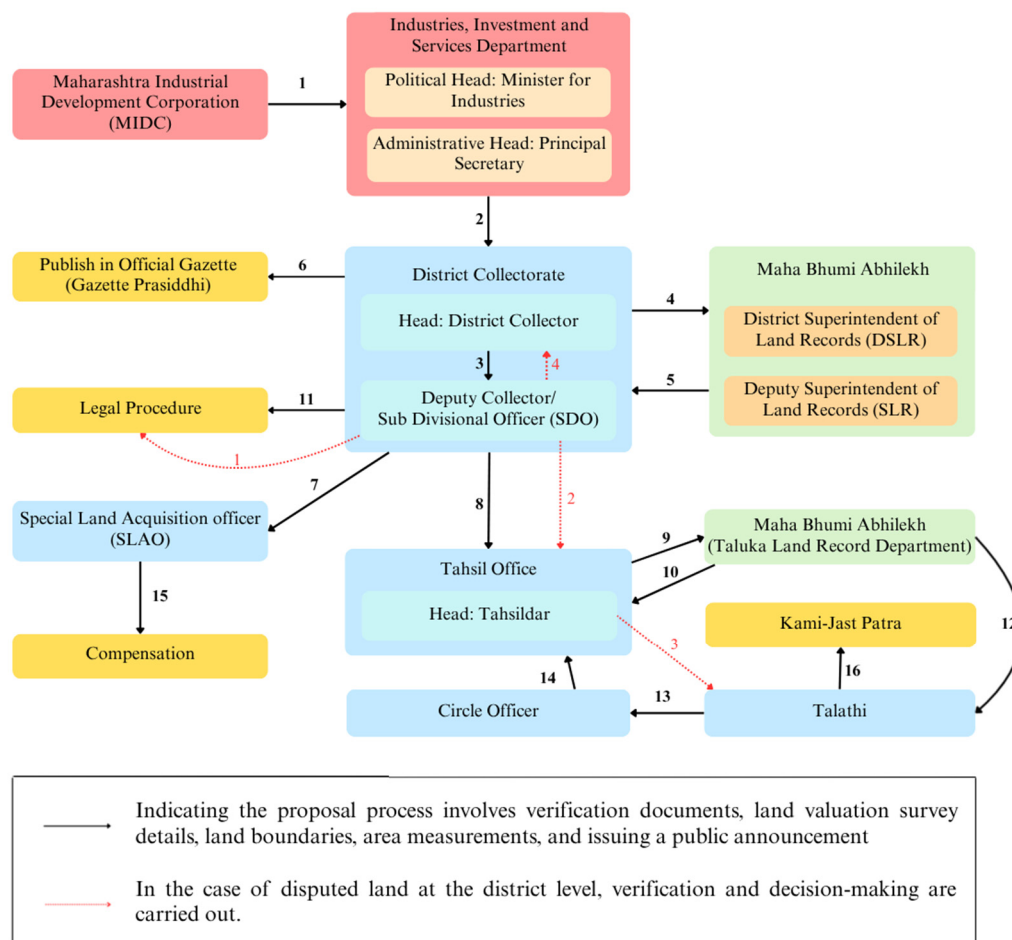 Industries, Investment and
Services Department
Political Head: Minister for
Industries
Administrative Head: Principal
Secretary
Maharashtra Industrial
Development Corporation
(MIDC)
1
2
Publish in Official Gazette
(Gazette Prasiddhi)
6
District Collectorate
Head: District Collector
3
4
Deputy Collector/
Sub Divisional Officer (SDO)
4
5
Maha Bhumi Abhilekh
District Superintendent of
Land Records (DSLR)
Deputy Superintendent of
Land Records (SLR)
Legal Procedure
11
1
7
8
2
Special Land Acquisition officer
(SLAO)
15
Compensation
Tahsil Office
Head: Tahsildar
9
10
Maha Bhumi Abhilekh
(Taluka Land Record Department)
12
Kami-Jast Patra
3
16
14
Circle Officer
13
Talathi
Indicating the proposal process involves verification documents, land valuation survey
details, land boundaries, area measurements, and issuing a public announcement
In the case of disputed land at the district level, verification and decision-making are
carried out.